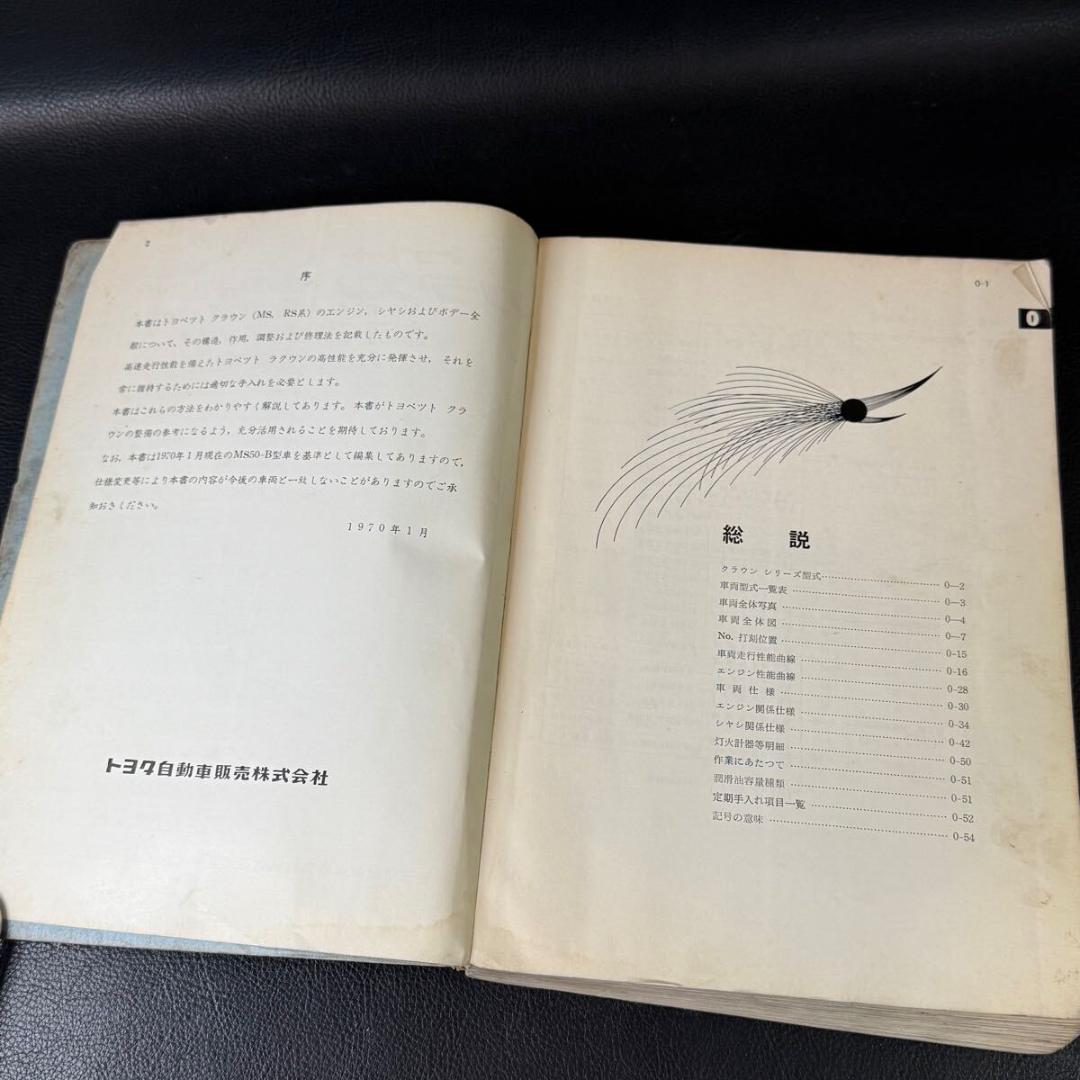 2
序
本書はトヨペツト クラウン（MS，RS系）のエンジン，シヤシおよびボデー全
般について、その構造，作用，調整および修理法を記載したものです。
高速走行性能を備えたトヨペツト クラウンの高性能を充分に発揮させ，それを
常に維持するためには適切な手入れを必要とします。
本書はこれらの方法をわかりやすく解説してあります。本書がトヨペツト クラ
ウンの整備の参考になるよう，充分活用されることを期待しております。
なお，本書は1970年1月現在のMS50-B型車を基準として編集してありますので，
仕様変更等により本書の内容が今後の車両と一致しないことがありますのでご承
知おきください。
1970年1月
トヨタ自動車販売株式会社
0-1
0
総 説
クラウン シリーズ型式……………0—2
車両型式一覧表……………0—3
車両全体写真……………0—4
車両全体図……………0—7
No. 打刻位置……………0-15
車両走行性能曲線……………0-16
エンジン性能曲線……………0-28
車両仕様……………0-30
エンジン関係仕様……………0-34
シヤシ関係仕様……………0-42
灯火計器等明細……………0-50
作業にあたつて……………0-51
潤滑油容量種類……………0-51
定期手入れ項目一覧……………0-52
記号の意味……………0-54